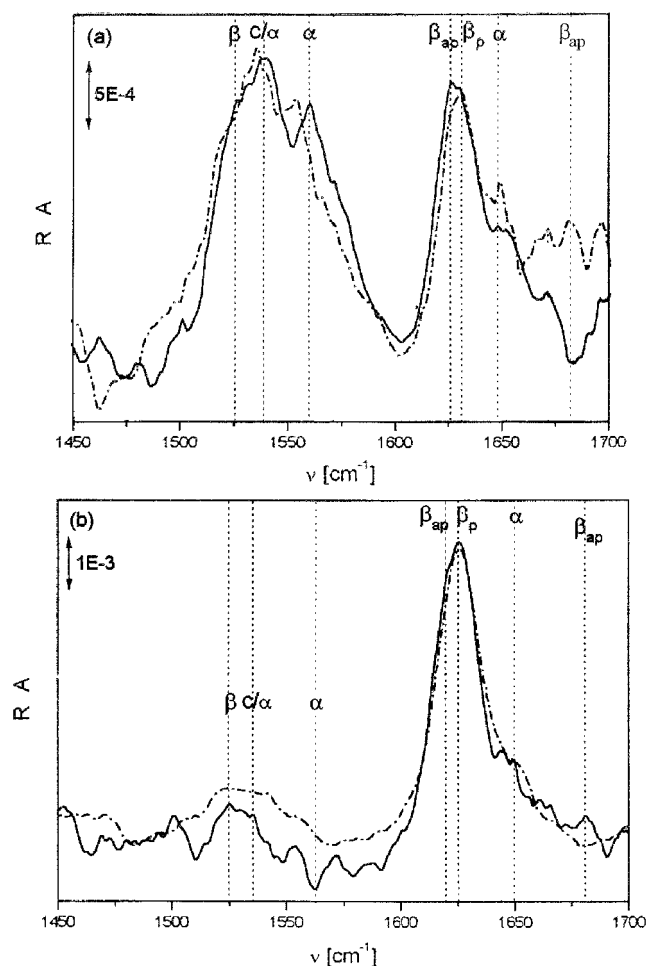 (a)
β c/α α β_ap β_p α β_ap
5E-4
R A
1450 1500 1550 1600 1650 1700
ν [cm⁻¹]
(b)
β_ap β_p α β_ap
1E-3
β c/α α
R A
1450 1500 1550 1600 1650 1700
ν [cm⁻¹]